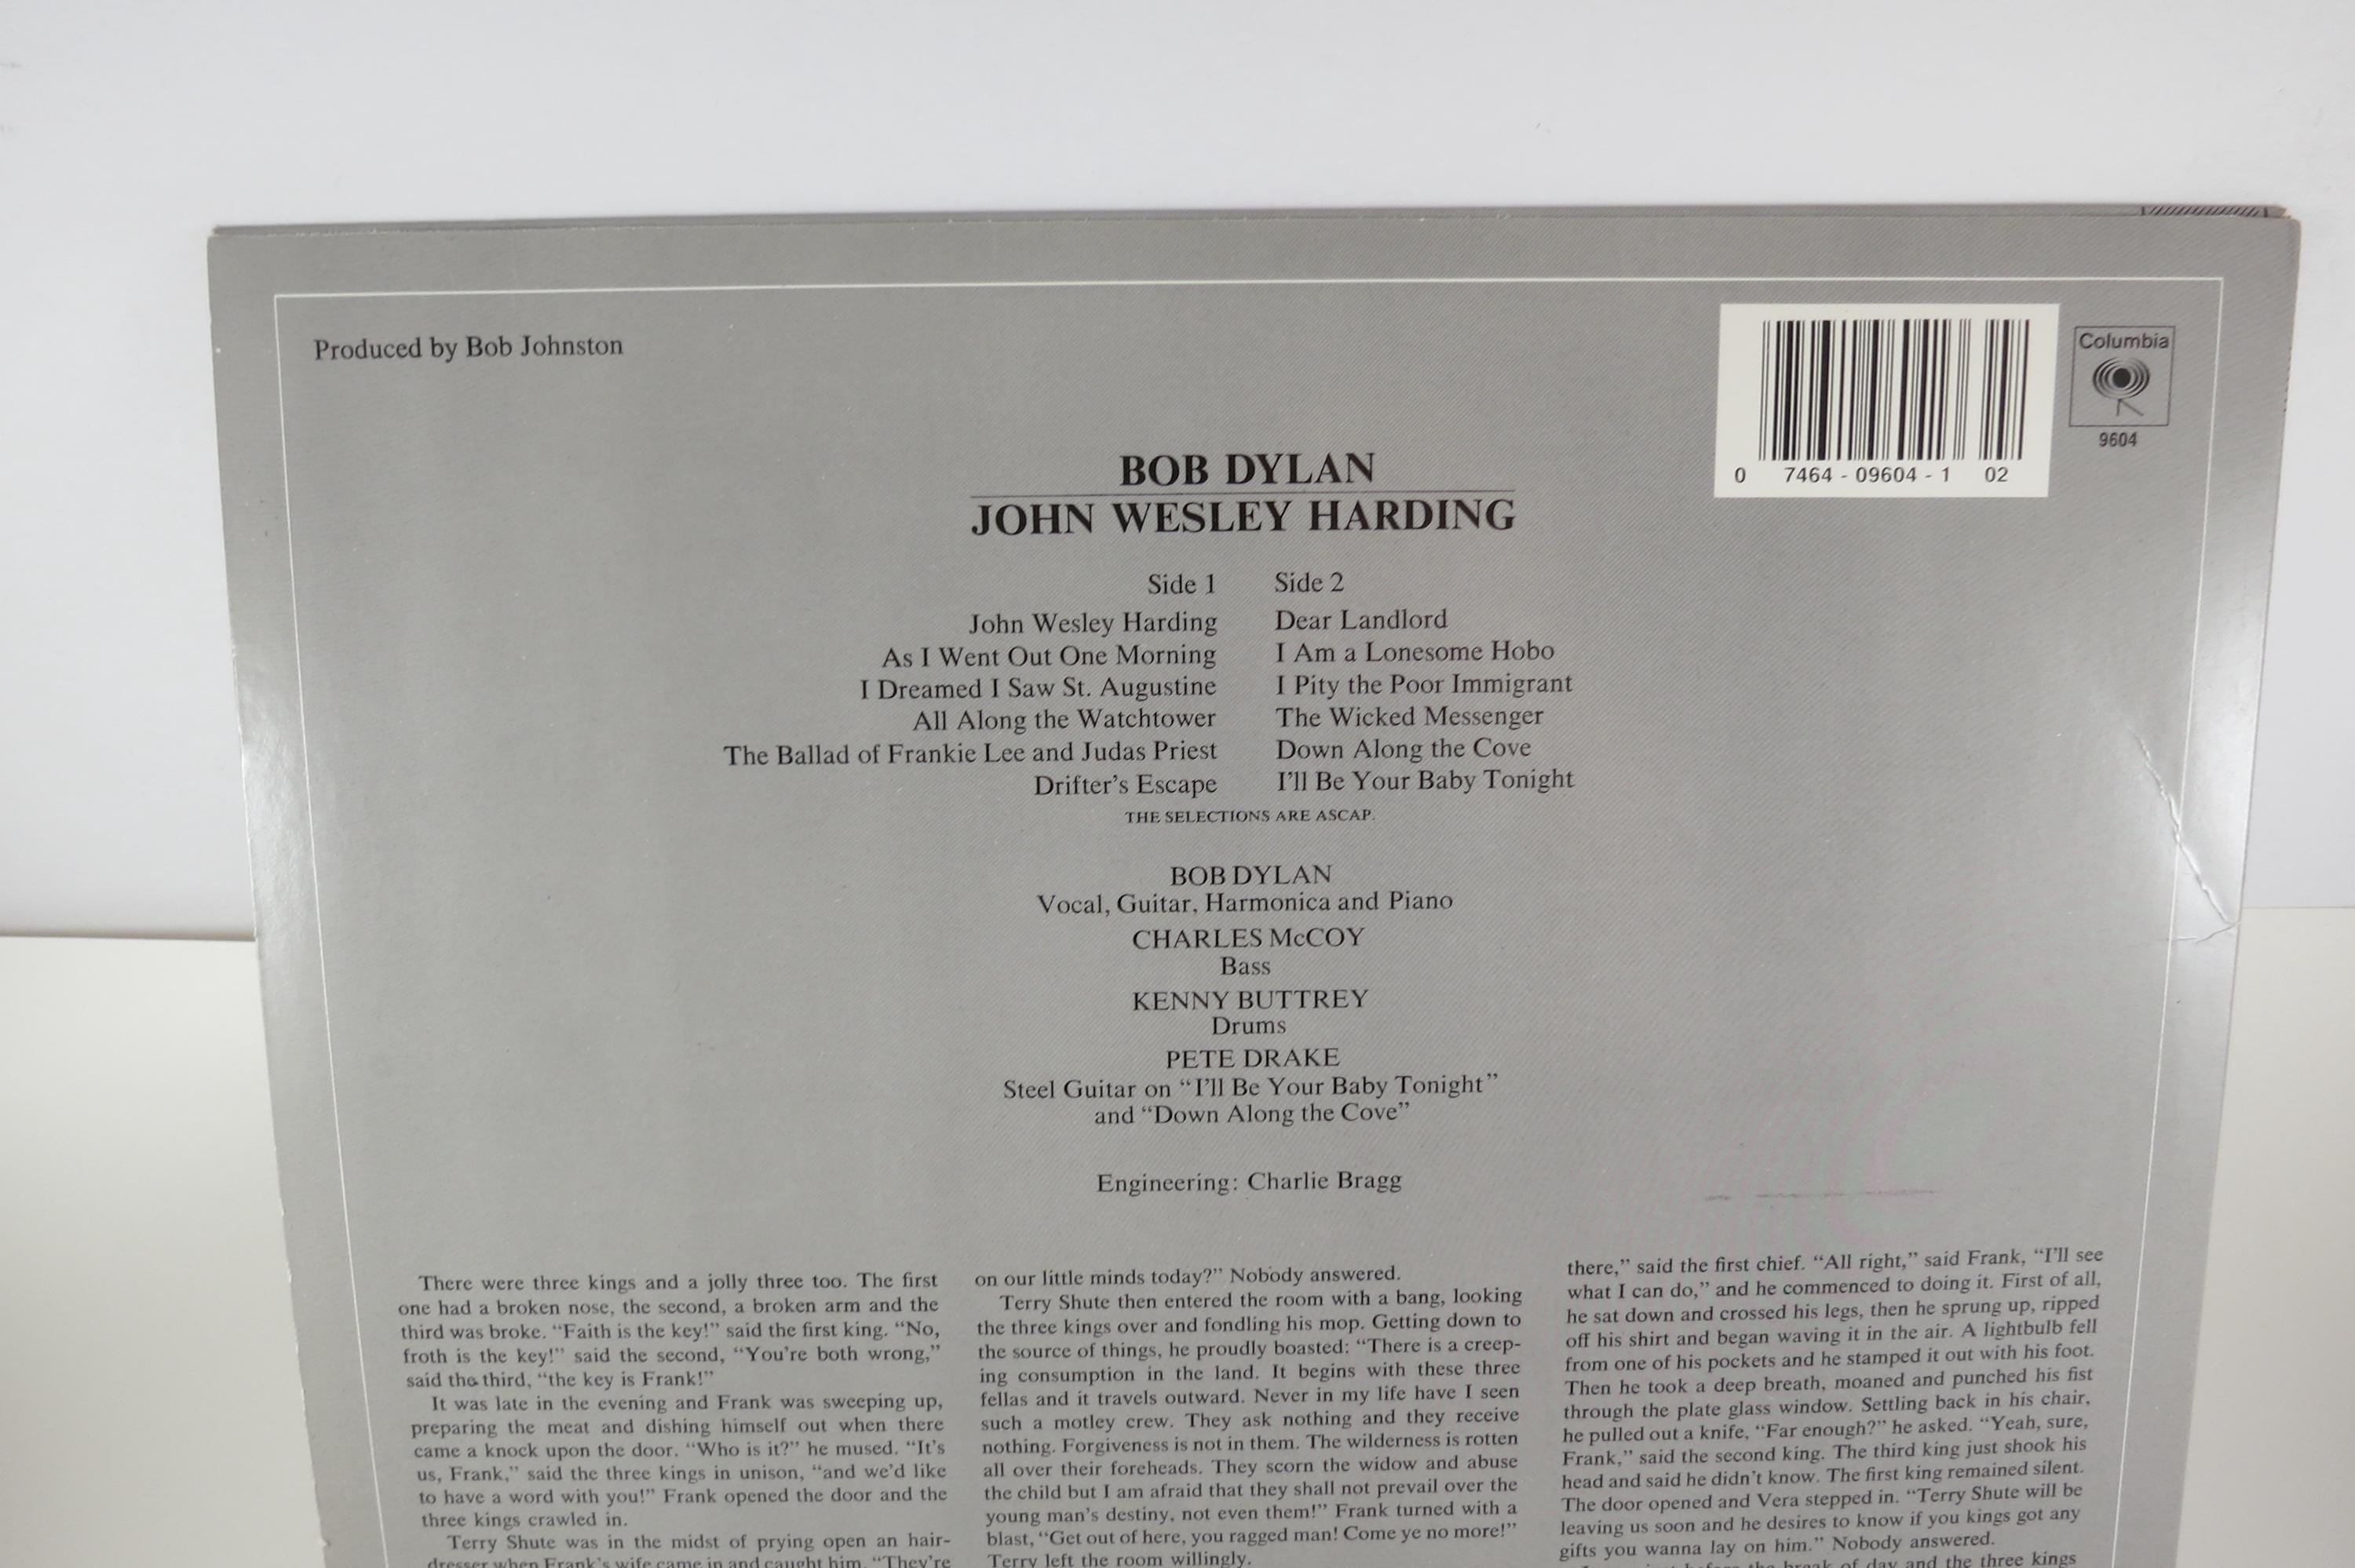 Produced by Bob Johnston
Columbia
9604
0 7464 - 09604 - 1 02
BOB DYLAN
JOHN WESLEY HARDING
Side 1
John Wesley Harding
As I Went Out One Morning
I Dreamed I Saw St. Augustine
All Along the Watchtower
The Ballad of Frankie Lee and Judas Priest
Drifter's Escape
Side 2
Dear Landlord
I Am a Lonesome Hobo
I Pity the Poor Immigrant
The Wicked Messenger
Down Along the Cove
I'll Be Your Baby Tonight
THE SELECTIONS ARE ASCAP.
BOB DYLAN
Vocal, Guitar, Harmonica and Piano
CHARLES McCOY
Bass
KENNY BUTTREY
Drums
PETE DRAKE
Steel Guitar on “I'll Be Your Baby Tonight”
and “Down Along the Cove”
Engineering: Charlie Bragg
There were three kings and a jolly three too. The first
one had a broken nose, the second, a broken arm and the
third was broke. “Faith is the key!” said the first king. “No,
froth is the key!” said the second, “You're both wrong,”
said the third, “the key is Frank!”
It was late in the evening and Frank was sweeping up,
preparing the meat and dishing himself out when there
came a knock upon the door. “Who is it?” he mused. “It's
us, Frank,” said the three kings in unison, “and we'd like
to have a word with you!” Frank opened the door and the
three kings crawled in.
Terry Shute was in the midst of prying open an hair-
dresser when Frank's wife came in and caught him. “They're
on our little minds today?” Nobody answered.
Terry Shute then entered the room with a bang, looking
the three kings over and fondling his mop. Getting down to
the source of things, he proudly boasted: “There is a creep-
ing consumption in the land. It begins with these three
fellas and it travels outward. Never in my life have I seen
such a motley crew. They ask nothing and they receive
nothing. Forgiveness is not in them. The wilderness is rotten
all over their foreheads. They scorn the widow and abuse
the child but I am afraid that they shall not prevail over the
young man's destiny, not even them!” Frank turned with a
blast, “Get out of here, you ragged man! Come ye no more!”
Terry left the room willingly.
there,” said the first chief. “All right,” said Frank, “I'll see
what I can do,” and he commenced to doing it. First of all,
he sat down and crossed his legs, then he sprung up, ripped
off his shirt and began waving it in the air. A lightbulb fell
from one of his pockets and he stamped it out with his foot.
Then he took a deep breath, moaned and punched his fist
through the plate glass window. Settling back in his chair,
he pulled out a knife, “Far enough?” he asked. “Yeah, sure,
Frank,” said the second king. The third king just shook his
head and said he didn't know. The first king remained silent.
The door opened and Vera stepped in. “Terry Shute will be
leaving us soon and he desires to know if you kings got any
gifts you wanna lay on him.” Nobody answered.
the break of day and the three kings